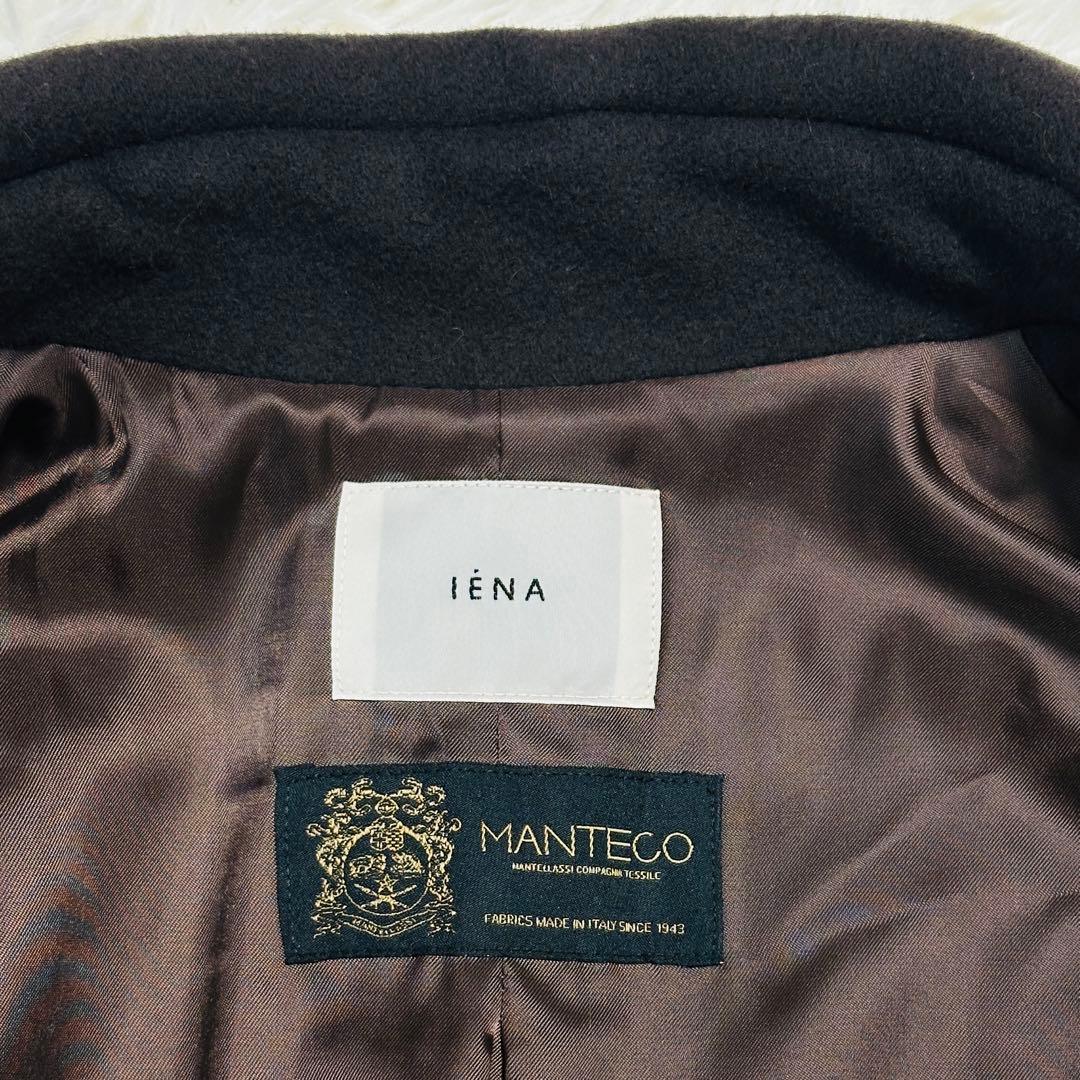 IÉNA
MANTECO
MANTELLASSI COMPAGNIA TESSILE
FABRICS MADE IN ITALY SINCE 1943